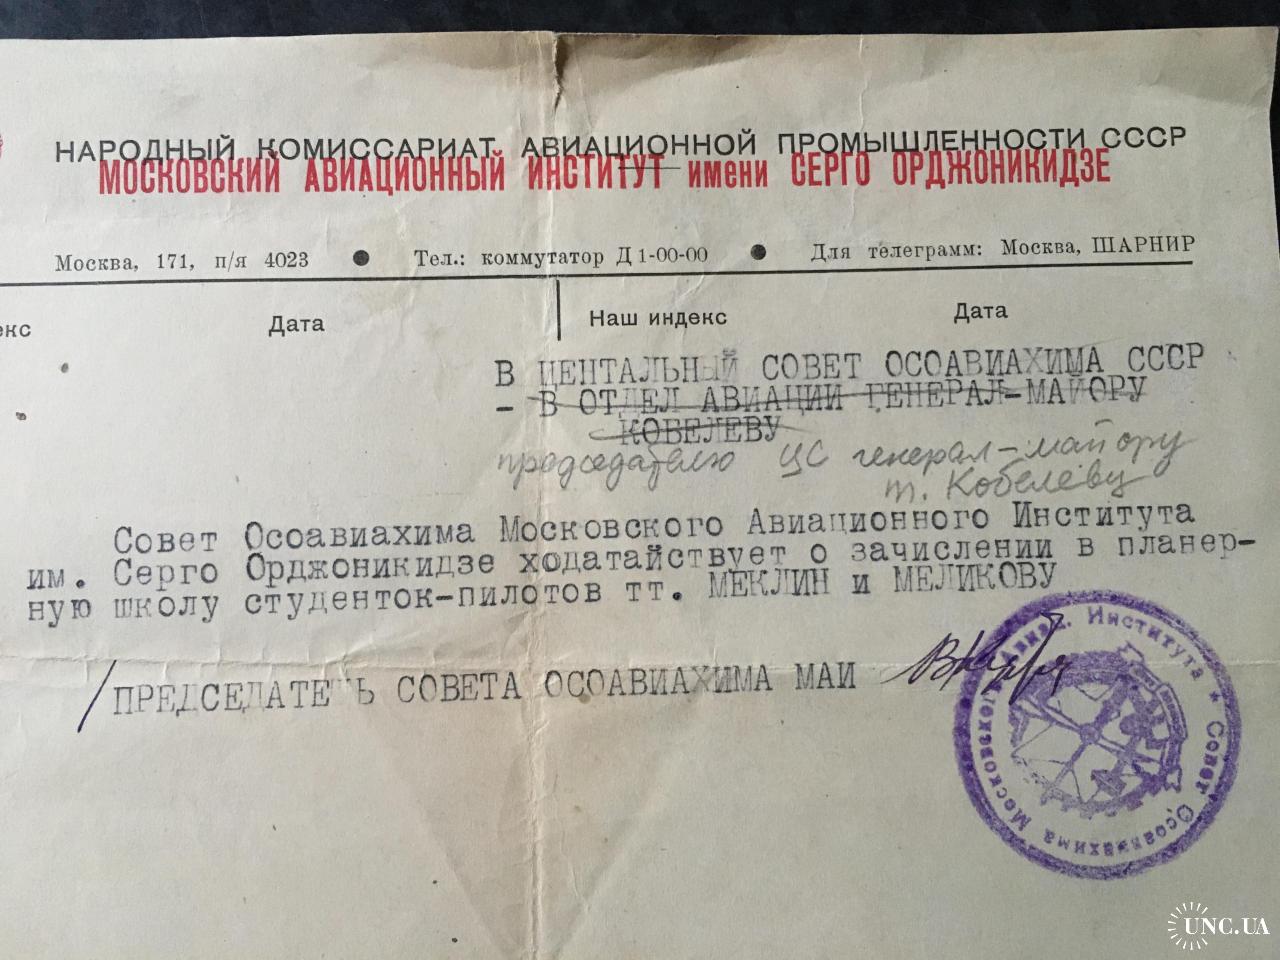 НАРОДНЫЙ КОМИССАРИАТ АВИАЦИОННОЙ ПРОМЫШЛЕННОСТИ СССР
МОСКОВСКИЙ АВИАЦИОННЫЙ ИНСТИТУТ имени СЕРГО ОРДЖОНИКИДЗЕ
Москва, 171, п/я 4023 ● Тел.: коммутатор Д 1-00-00 ● Для телеграмм: Москва, ШАРНИР
екс Дата Наш индекс Дата
В ЦЕНТАЛЬНЫЙ СОВЕТ ОСОАВИАХИМА СССР
- В ОТДЕЛ АВИАЦИИ ГЕНЕРАЛ-МАЙОРУ
КОБЕЛЕВУ
председателю ЦС генерал-майору
т. Кобелеву
Совет Осоавиахима Московского Авиационного Института
им. Серго Орджоникидзе ходатайствует о зачислении в планер-
ную школу студенток-пилотов тт. МЕКЛИН и МЕЛИКОВУ
/ПРЕДСЕДАТЕЛЬ СОВЕТА ОСОАВИАХИМА МАИ
Совет Осоавиахима Московского Авиац. Института *
UNC.UA